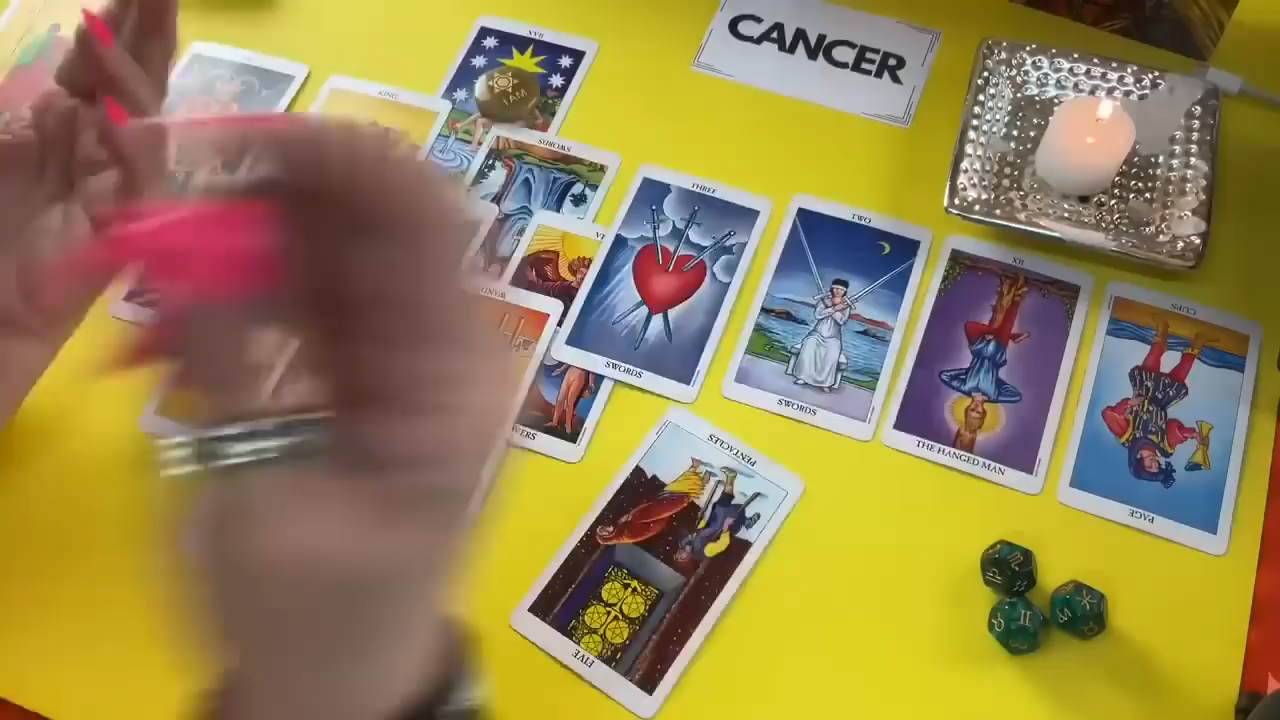 CANCER
XVII
I AM
KING
SWORDS
THREE
SWORDS
TWO
SWORDS
XII
THE HANGED MAN
CUPS
PAGE
PENTACLES
FIVE